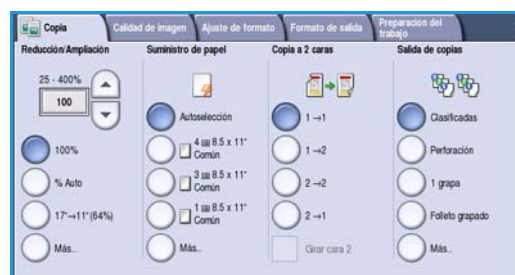 Copia
Calidad de imagen
Ajuste de formato
Formato de salida
Preparación del
trabajo
Reducción/Ampliación
25 - 400%
100
100%
% Auto
17"→11" (64%)
Más...
Suministro de papel
Autoselección
4 8.5 x 11"
Común
3 8.5 x 11"
Común
1 8.5 x 11"
Común
Más...
Copia a 2 caras
1 →1
1 →2
2 →2
2 →1
Girar cara 2
Salida de copias
Clasificadas
Perforación
1 grapa
Folleto grapado
Más...